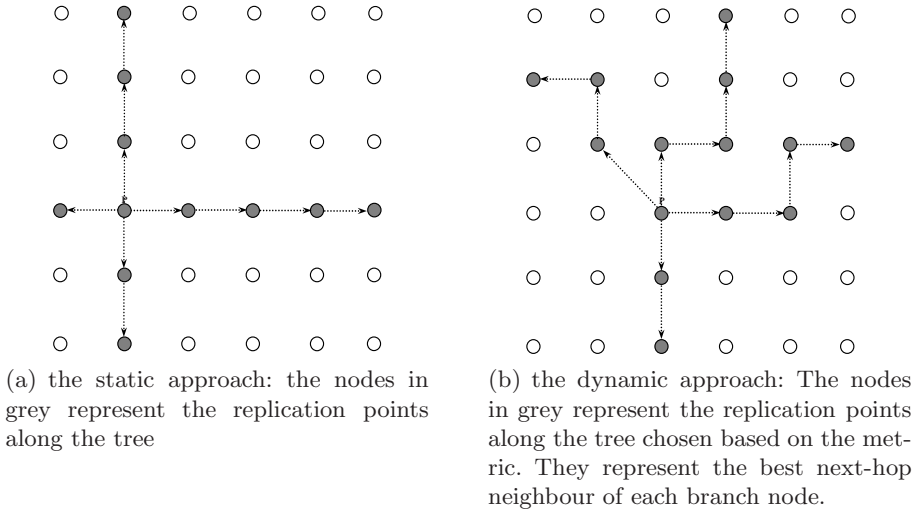 P
P
(a) the static approach: the nodes in
grey represent the replication points
along the tree
(b) the dynamic approach: The nodes
in grey represent the replication points
along the tree chosen based on the met-
ric. They represent the best next-hop
neighbour of each branch node.